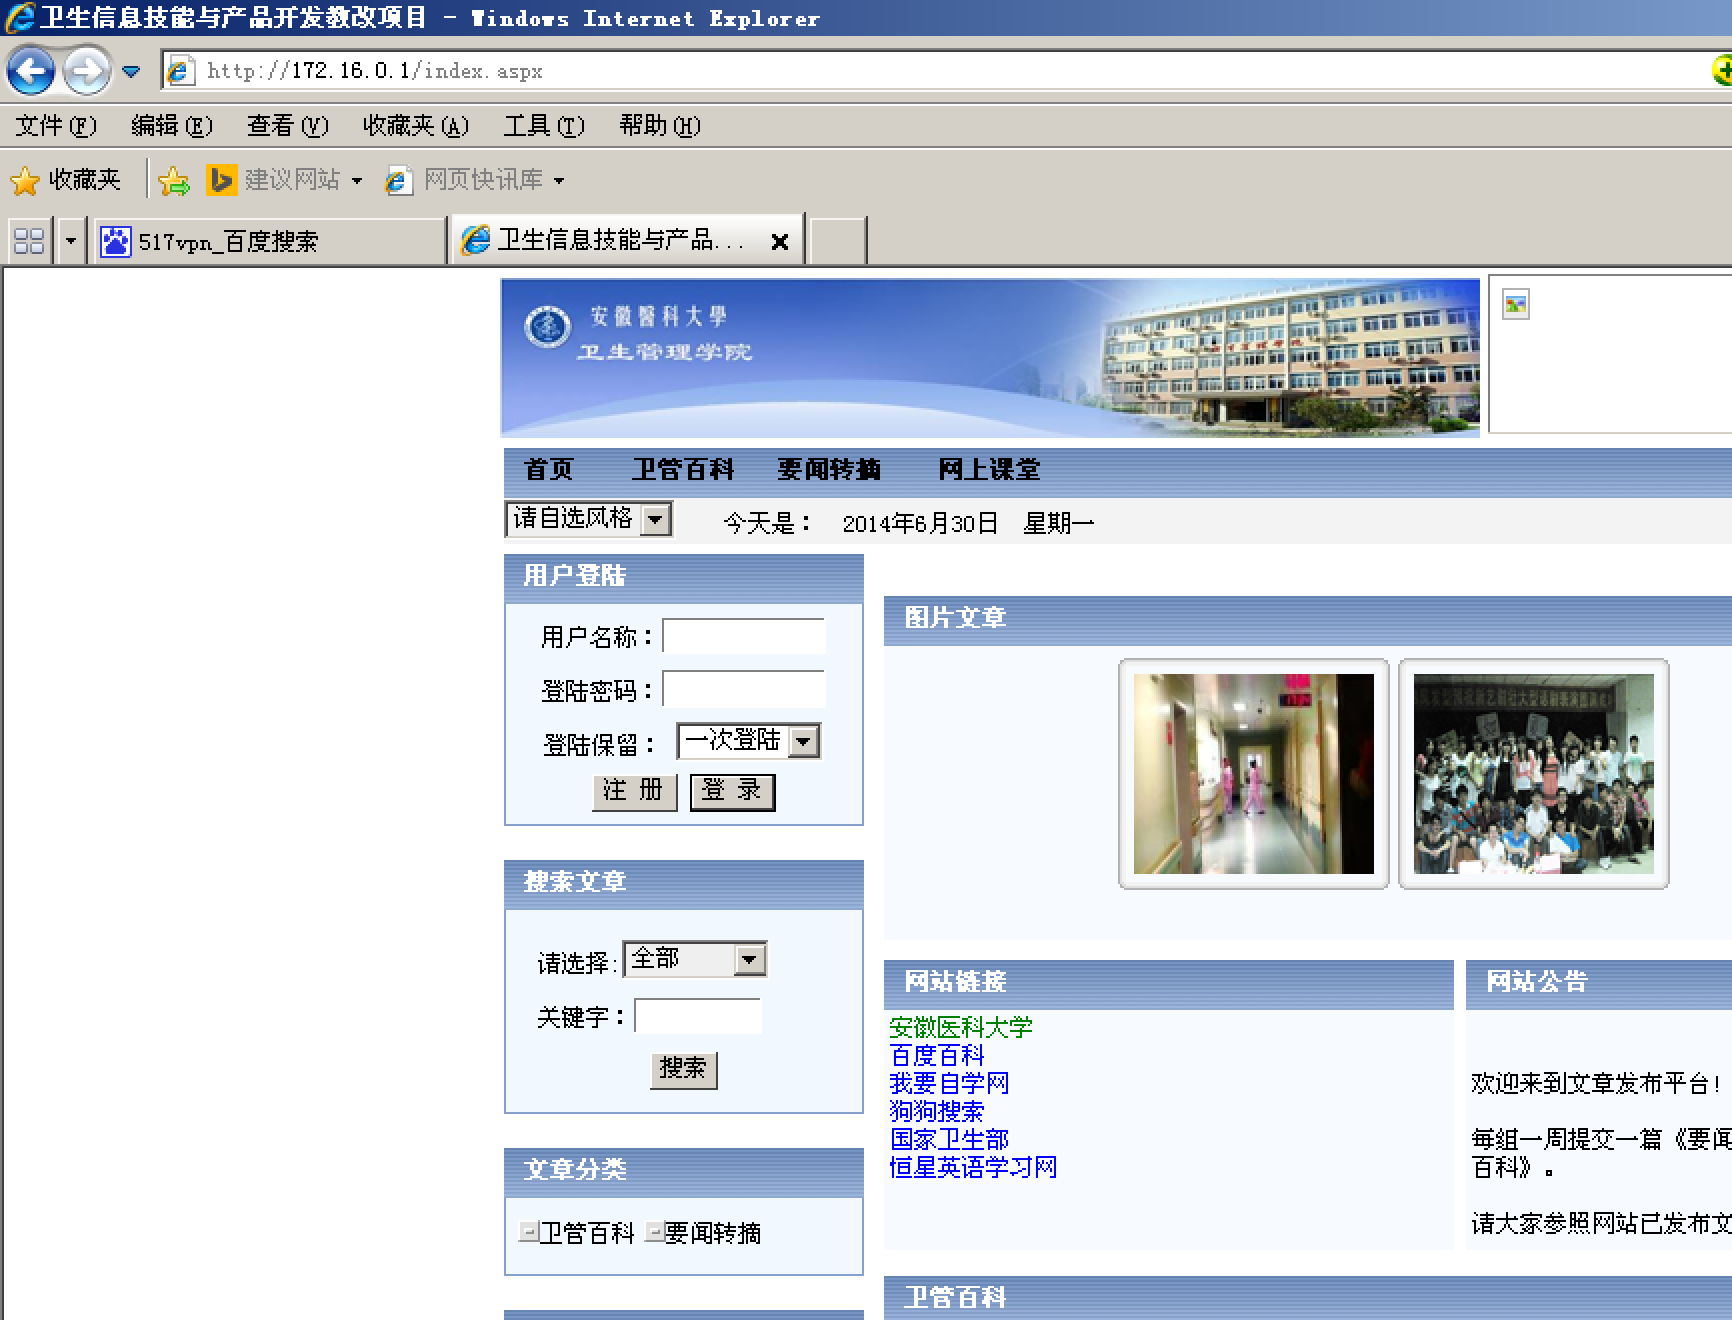 卫生信息技能与产品开发教改项目 - Windows Internet Explorer
http://172.16.0.1/index.aspx
文件(F) 编辑(E) 查看(V) 收藏夹(A) 工具(T) 帮助(H)
收藏夹 建议网站 网页快讯库
517vpn_百度搜索 卫生信息技能与产品...
安徽醫科大學
卫生管理学院
首页 卫管百科 要闻转摘 网上课堂
请自选风格 今天是： 2014年6月30日 星期一
用户登陆
用户名称：
登陆密码：
登陆保留： 一次登陆
注 册 登 录
搜索文章
请选择: 全部
关键字：
搜索
文章分类
卫管百科 要闻转摘
图片文章
网站链接
安徽医科大学
百度百科
我要自学网
狗狗搜索
国家卫生部
恒星英语学习网
网站公告
欢迎来到文章发布平台！
每组一周提交一篇《要闻
百科》。
请大家参照网站已发布文
卫管百科